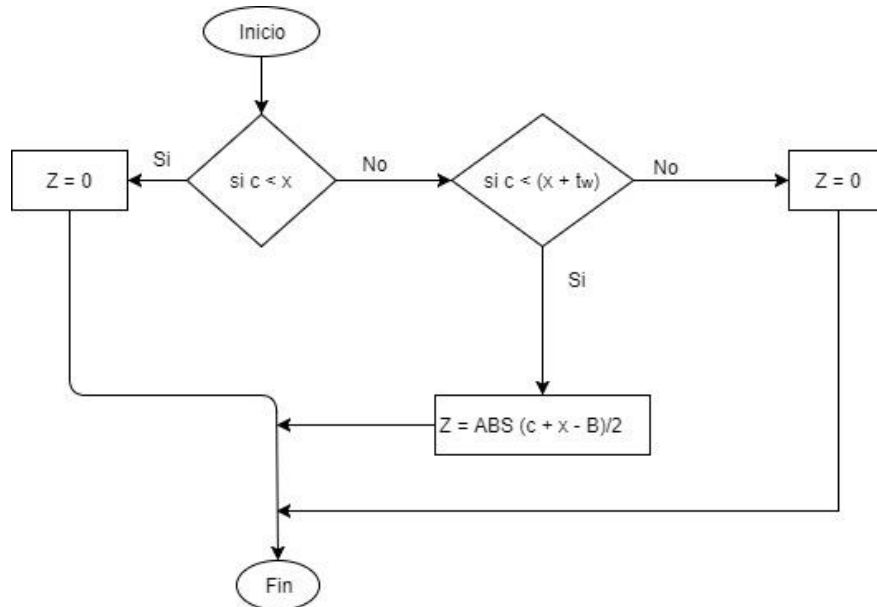 Inicio
Si
Z = 0
si c < x
No
si c < (x + tw)
No
Z = 0
Si
Z = ABS (c + x - B)/2
Fin